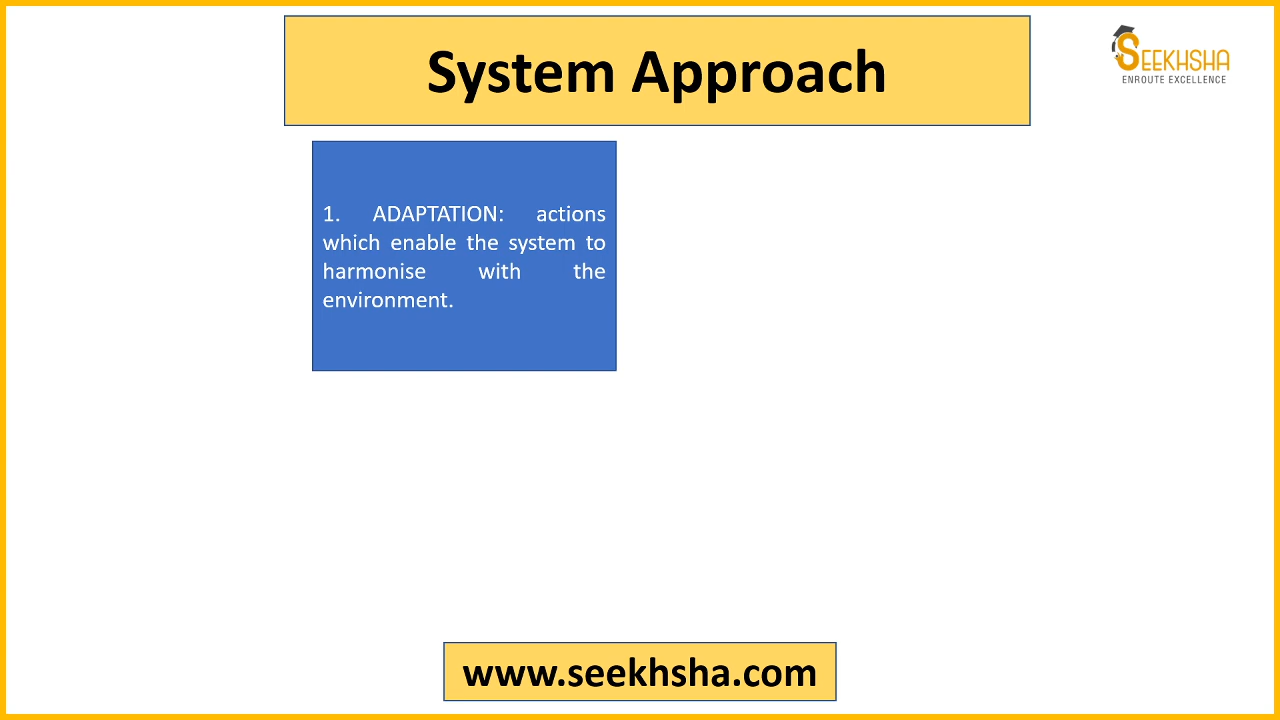 System Approach
SEEKHSHA
ENROUTE EXCELLENCE
1. ADAPTATION: actions
which enable the system to
harmonise with the
environment.
www.seekhsha.com